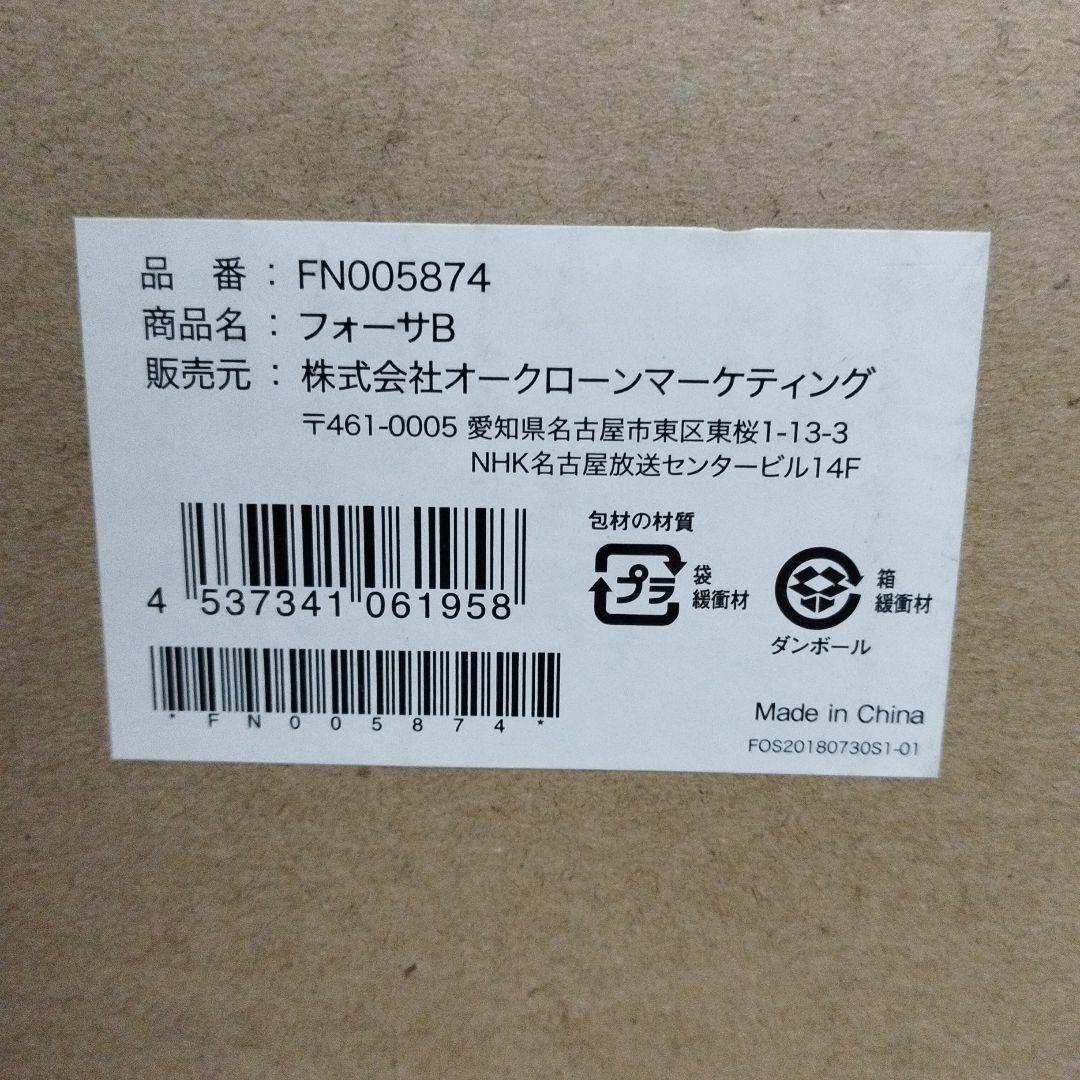 品 番 : FN005874
商品名 : フォーサB
販売元 : 株式会社オークローンマーケティング
〒461-0005 愛知県名古屋市東区東桜1-13-3
NHK名古屋放送センタービル14F
包材の材質
プラ
袋
緩衝材
箱
緩衝材
ダンボール
4 537341 061958
*FN005874*
Made in China
FOS20180730S1-01